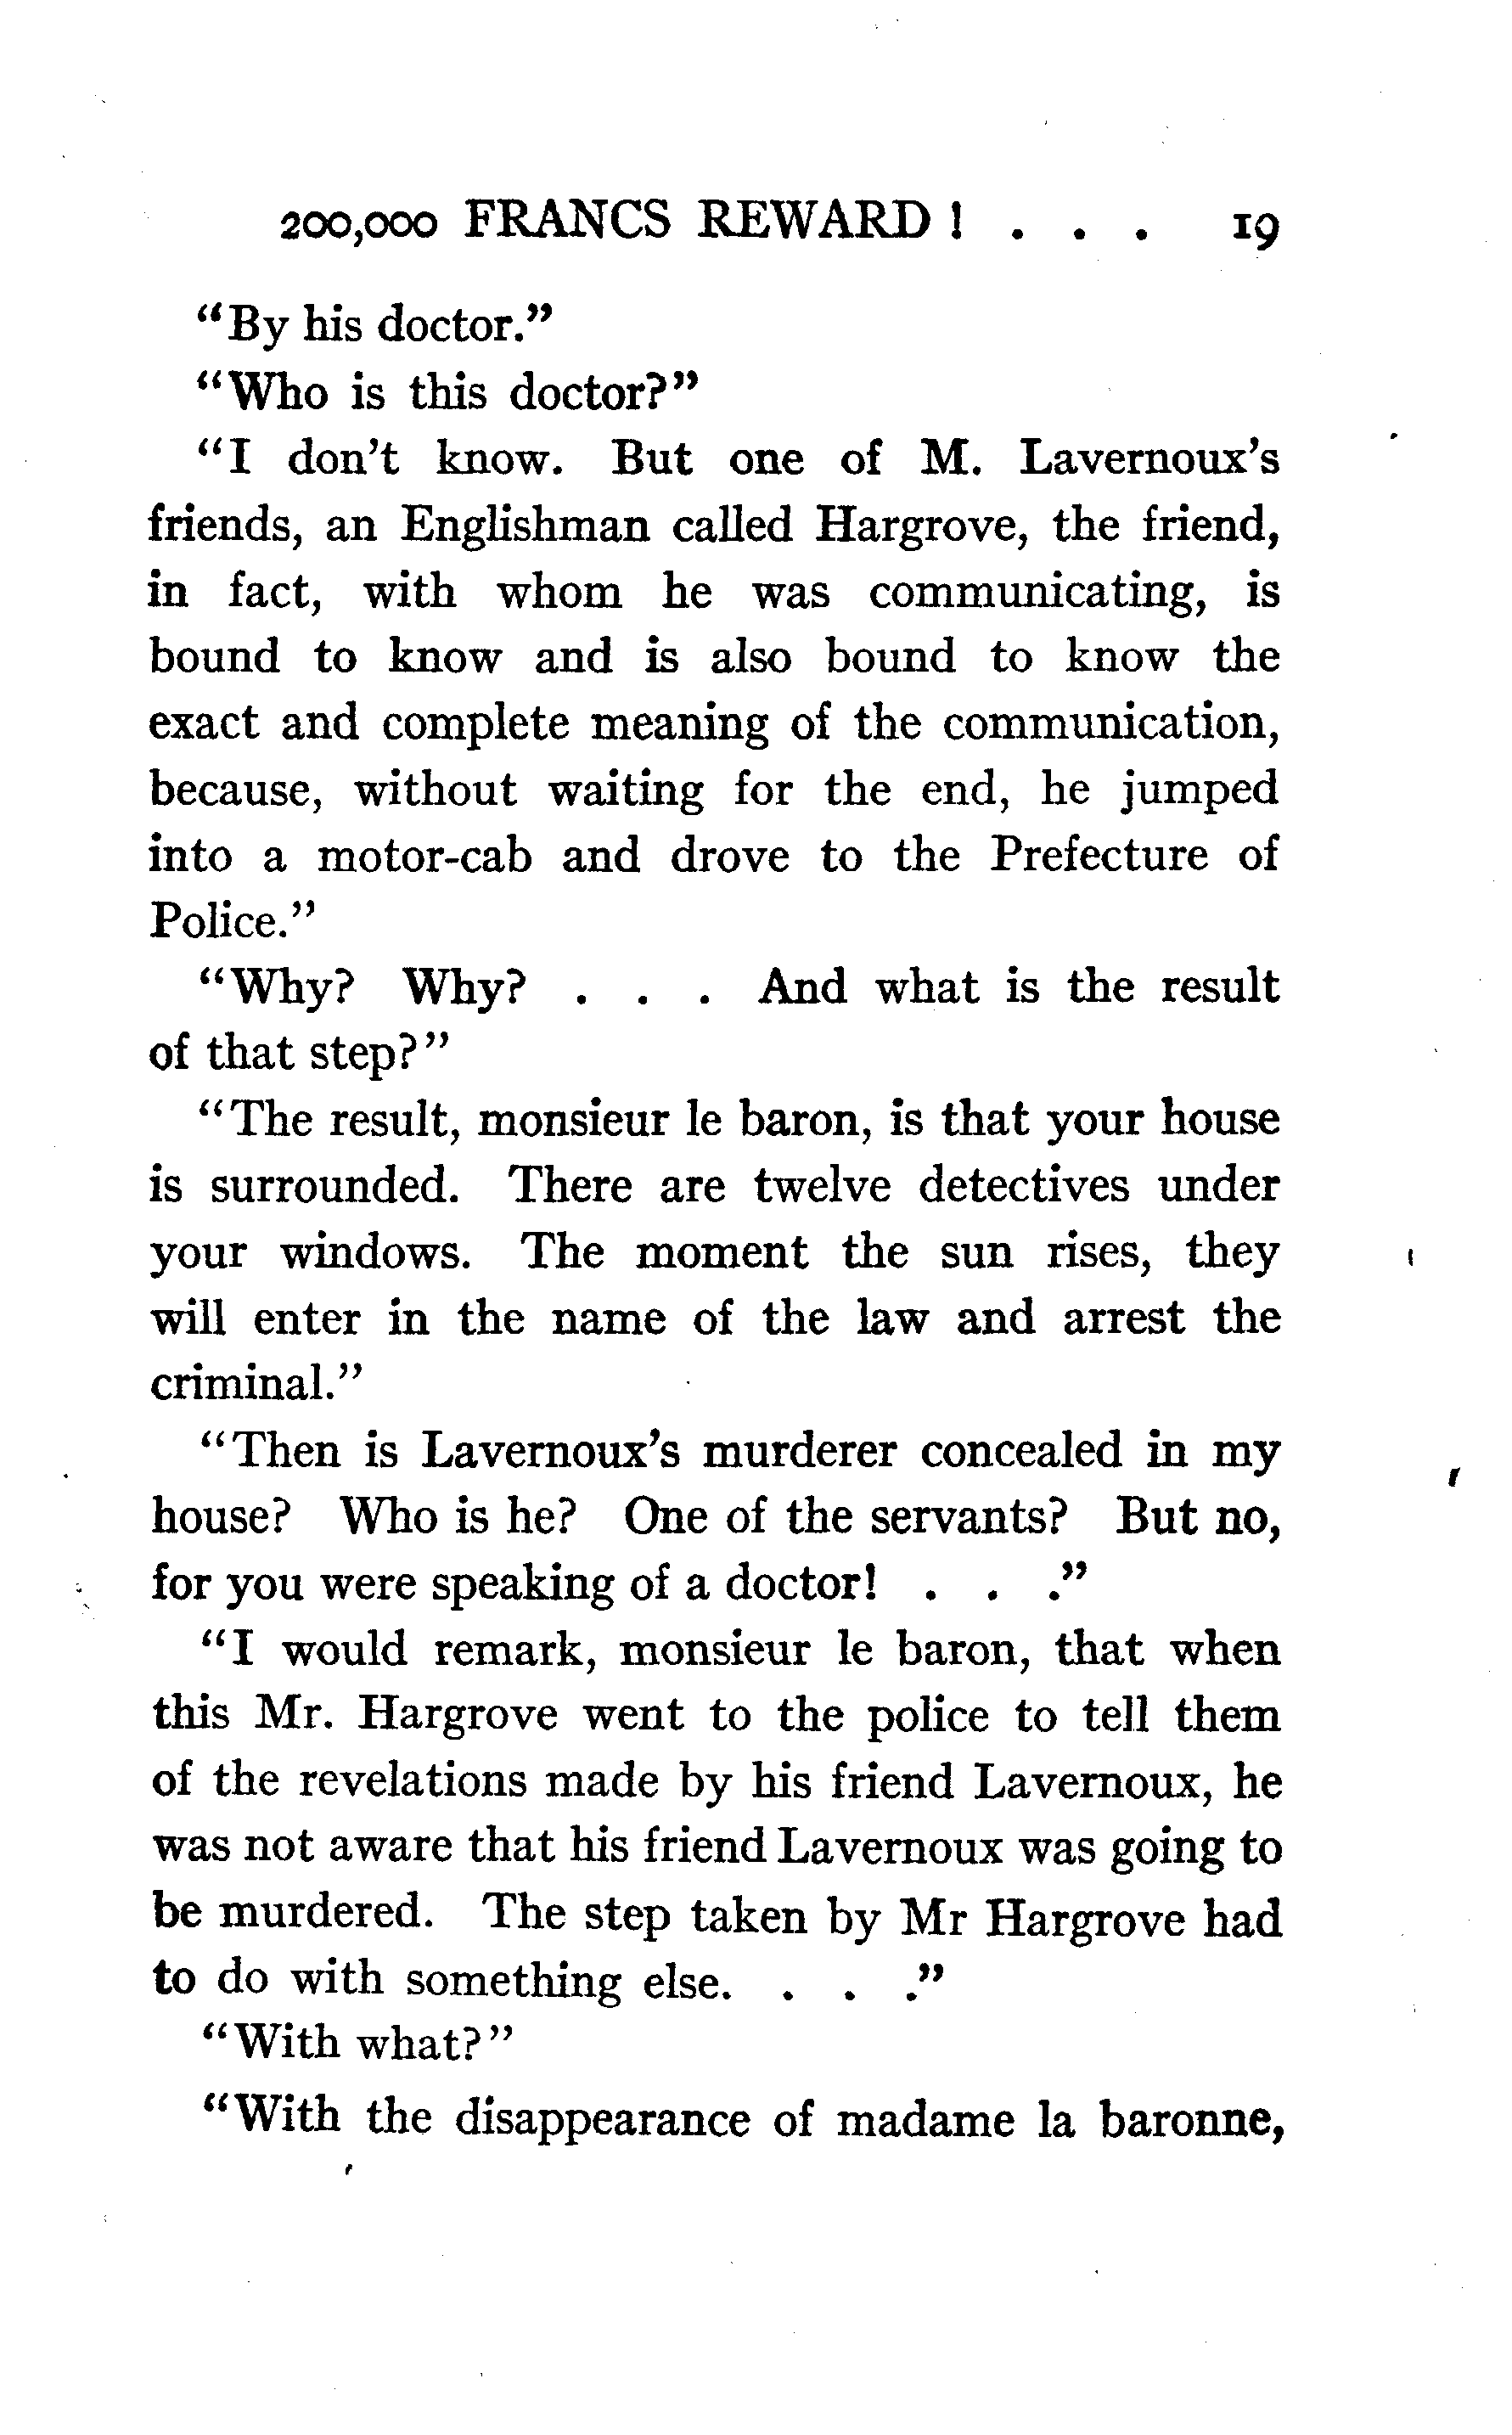 200,000 FRANCS REWARD ! . . . 19
“By his doctor.”
“Who is this doctor?”
“I don't know. But one of M. Lavernoux's
friends, an Englishman called Hargrove, the friend,
in fact, with whom he was communicating, is
bound to know and is also bound to know the
exact and complete meaning of the communication,
because, without waiting for the end, he jumped
into a motor-cab and drove to the Prefecture of
Police.”
“Why? Why? . . . And what is the result
of that step?”
“The result, monsieur le baron, is that your house
is surrounded. There are twelve detectives under
your windows. The moment the sun rises, they
will enter in the name of the law and arrest the
criminal.”
“Then is Lavernoux's murderer concealed in my
house? Who is he? One of the servants? But no,
for you were speaking of a doctor! . . .”
“I would remark, monsieur le baron, that when
this Mr. Hargrove went to the police to tell them
of the revelations made by his friend Lavernoux, he
was not aware that his friend Lavernoux was going to
be murdered. The step taken by Mr Hargrove had
to do with something else. . . .”
“With what?”
“With the disappearance of madame la baronne,